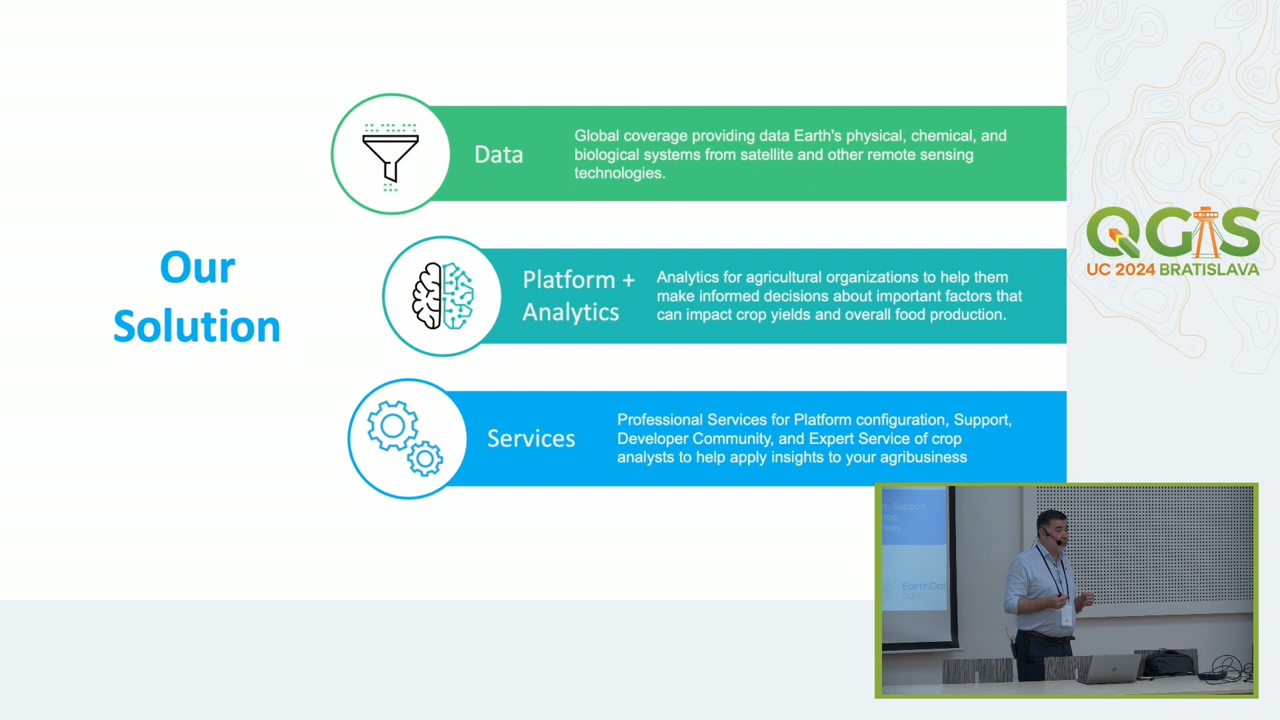 Our
Solution
Data
Global coverage providing data Earth's physical, chemical, and
biological systems from satellite and other remote sensing
technologies.
Platform +
Analytics
Analytics for agricultural organizations to help them
make informed decisions about important factors that
can impact crop yields and overall food production.
Services
Professional Services for Platform configuration, Support,
Developer Community, and Expert Service of crop
analysts to help apply insights to your agribusiness
QGIS
UC 2024 BRATISLAVA
Support,
EarthDai